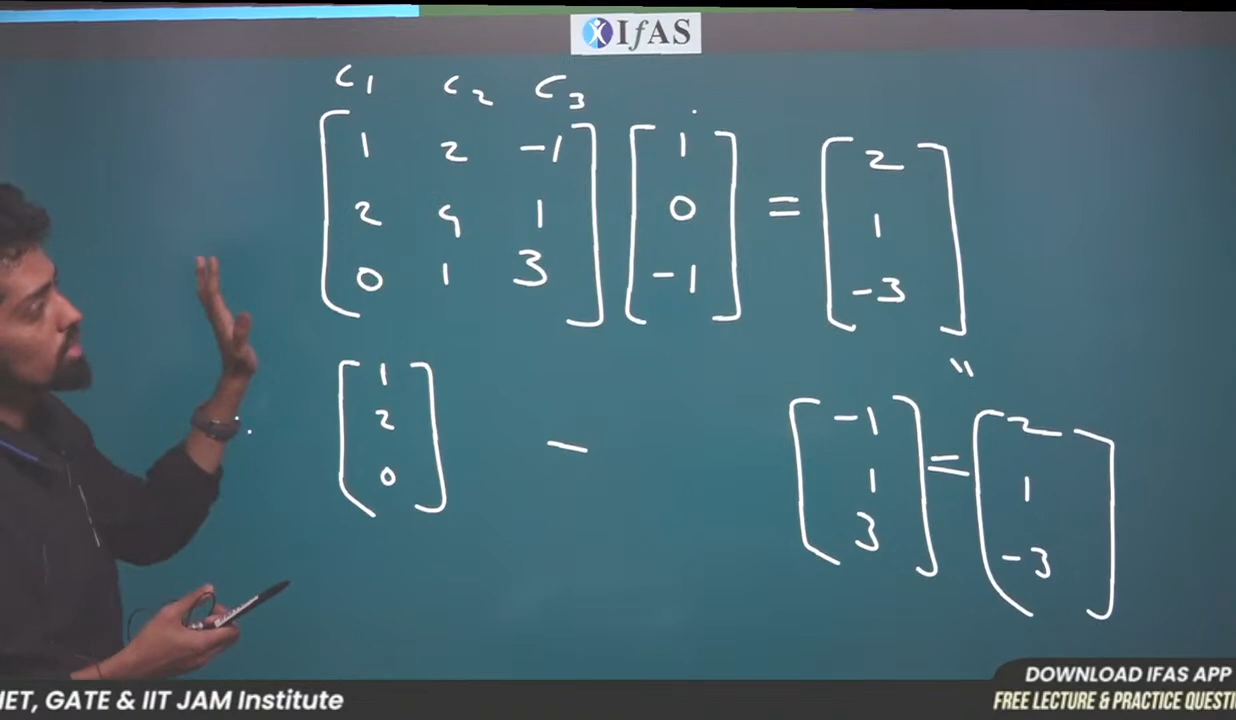 IfAS
C1 C2 C3
1 2 -1 1 2
2 9 1 0 = 1
0 1 3 -1 -3
"
1 -1 2
2 - 1 = 1
0 3 -3
DOWNLOAD IFAS APP
NET, GATE & IIT JAM Institute
FREE LECTURE & PRACTICE QUESTI